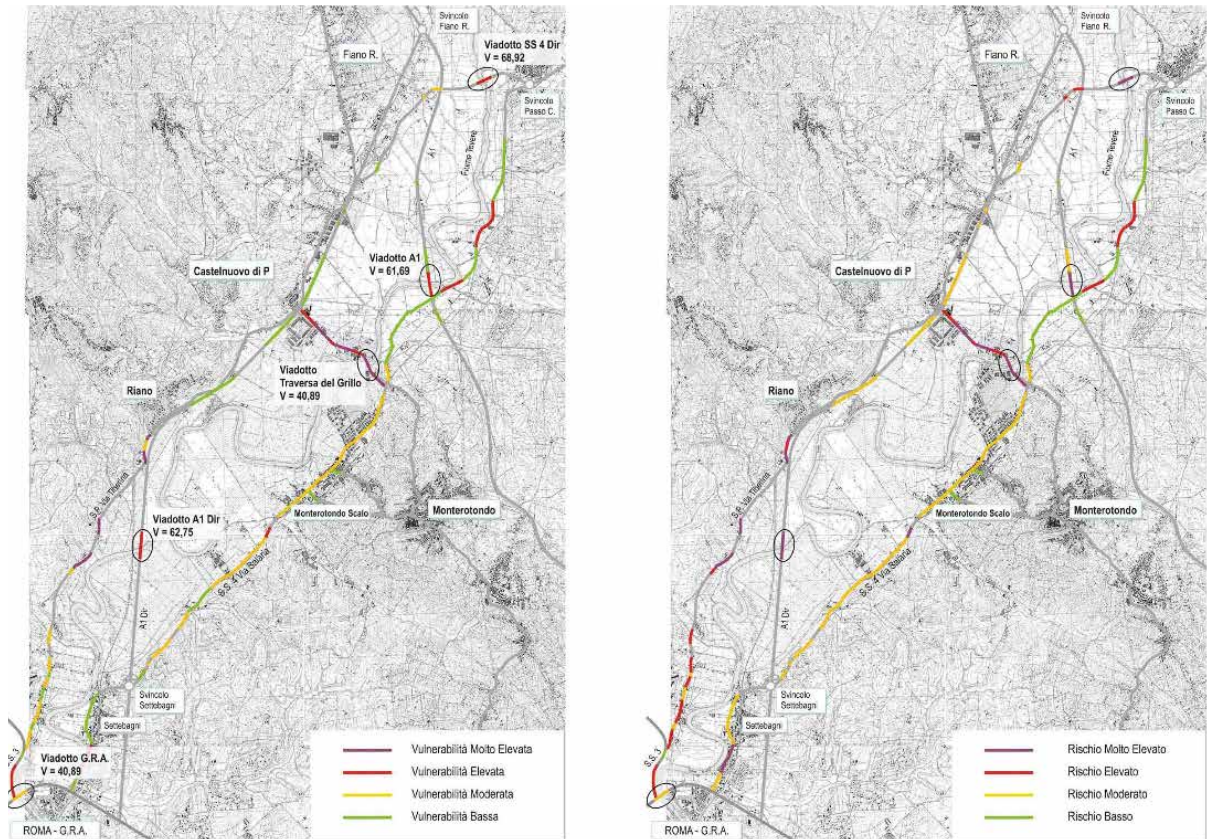 Svincolo
Fiano R.
Fiano R.
Viadotto SS 4 Dir
V = 68,92
Svincolo
Passo C.
A1
Fiume Tevere
Viadotto A1
V = 61,69
Castelnuovo di P
Viadotto
Traversa del Grillo
V = 40,89
Riano
S.P. Via Tiberina
Viadotto A1 Dir
V = 62,75
Monterotondo Scalo
Monterotondo
S.S. 4 Via Salaria
A1 Dir
Svincolo
Settebagni
Settebagni
S.S. 3
Viadotto G.R.A.
V = 40,89
ROMA - G.R.A.
Vulnerabilità Molto Elevata
Vulnerabilità Elevata
Vulnerabilità Moderata
Vulnerabilità Bassa
Svincolo
Fiano R.
Fiano R.
Svincolo
Passo C.
A1
Fiume Tevere
Castelnuovo di P
Riano
S.P. Via Tiberina
Monterotondo Scalo
Monterotondo
S.S. 4 Via Salaria
A1 Dir
Svincolo
Settebagni
Settebagni
S.S. 3
ROMA - G.R.A.
Rischio Molto Elevato
Rischio Elevato
Rischio Moderato
Rischio Basso